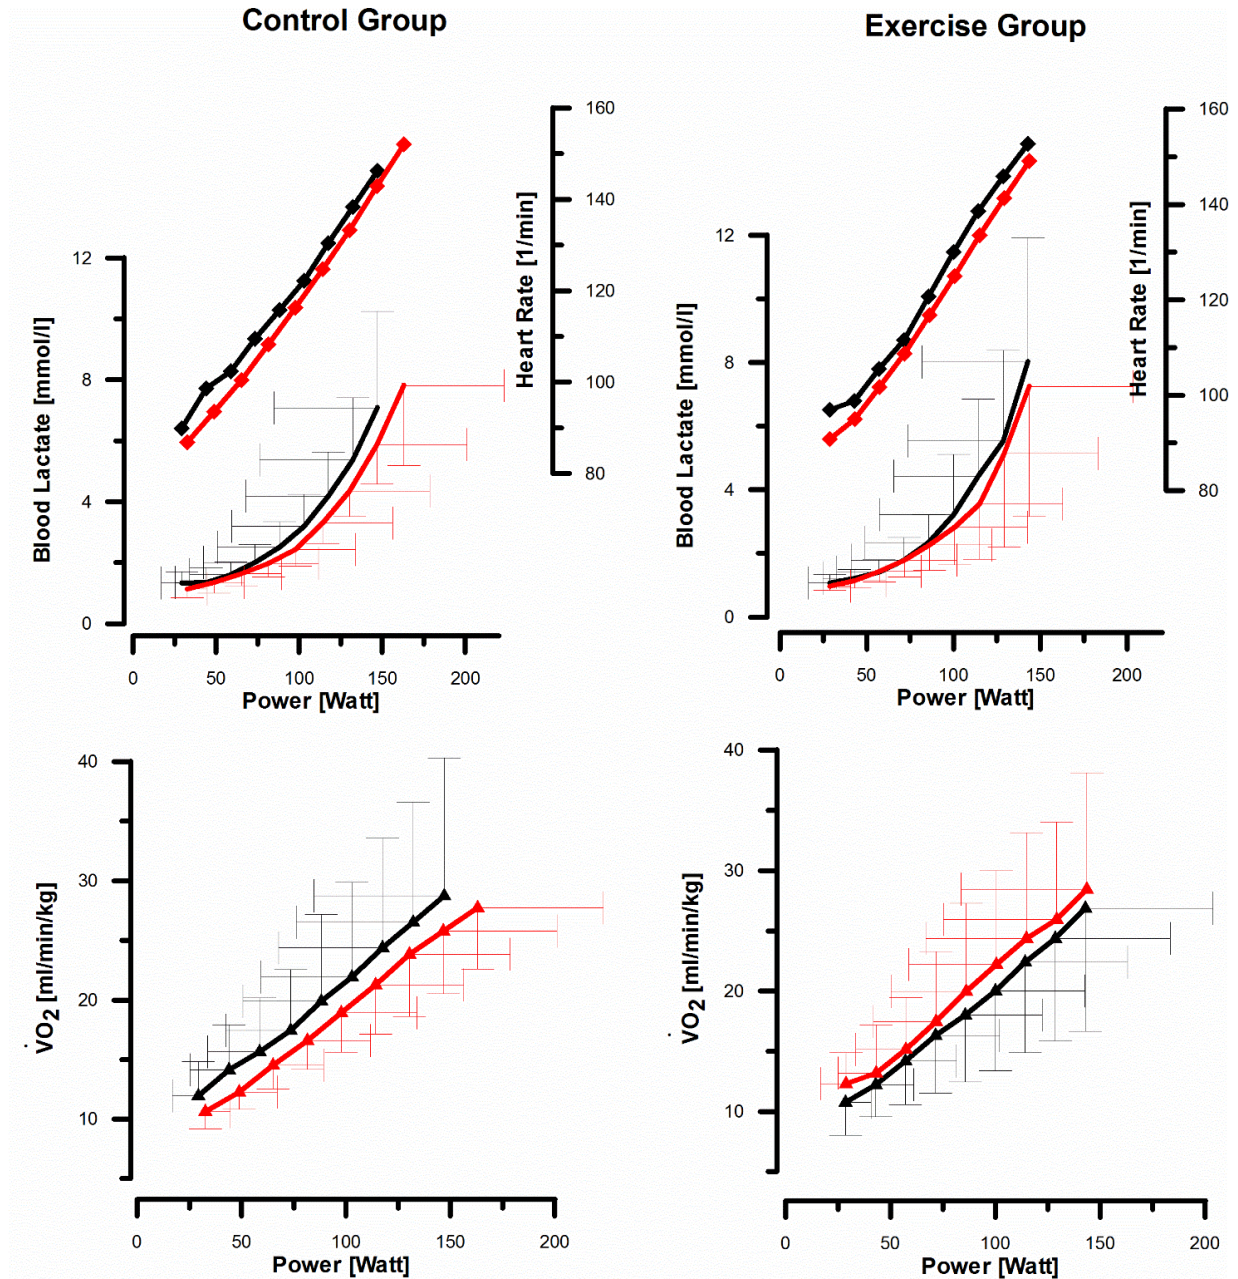 Control Group
Exercise Group
160
140
120
100
80
Heart Rate [1/min]
12
8
4
0
Blood Lactate [mmol/l]
0 50 100 150 200
Power [Watt]
160
140
120
100
80
Heart Rate [1/min]
12
8
4
0
Blood Lactate [mmol/l]
0 50 100 150 200
Power [Watt]
40
30
20
10
V̇O2 [ml/min/kg]
0 50 100 150 200
Power [Watt]
40
30
20
10
V̇O2 [ml/min/kg]
0 50 100 150 200
Power [Watt]